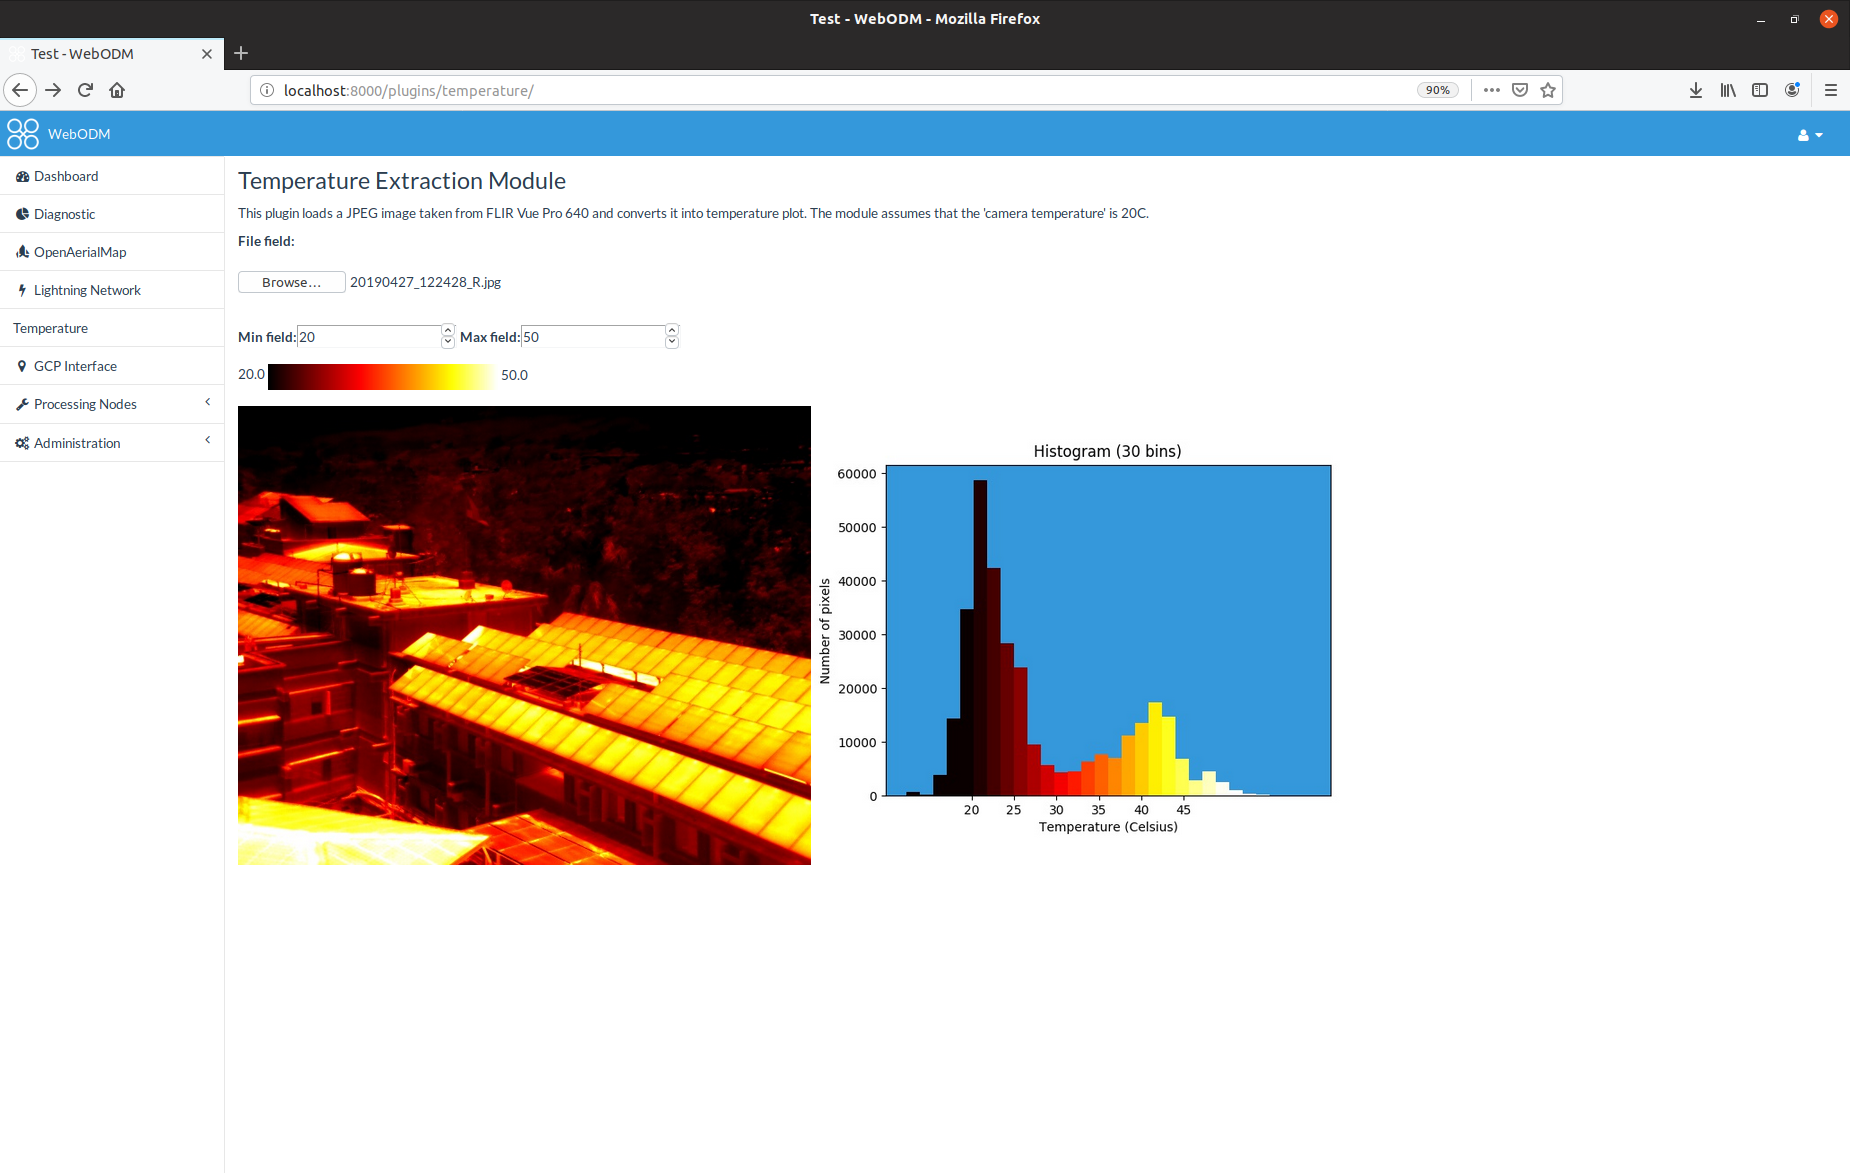 Test - WebODM - Mozilla Firefox
Test - WebODM
localhost:8000/plugins/temperature/
90%
WebODM
Dashboard
Diagnostic
OpenAerialMap
Lightning Network
Temperature
GCP Interface
Processing Nodes
Administration
Temperature Extraction Module
This plugin loads a JPEG image taken from FLIR Vue Pro 640 and converts it into temperature plot. The module assumes that the 'camera temperature' is 20C.
File field:
Browse... 20190427_122428_R.jpg
Min field: 20 Max field: 50
20.0 50.0
Histogram (30 bins)
60000
50000
40000
30000
20000
10000
0
Number of pixels
20 25 30 35 40 45
Temperature (Celsius)